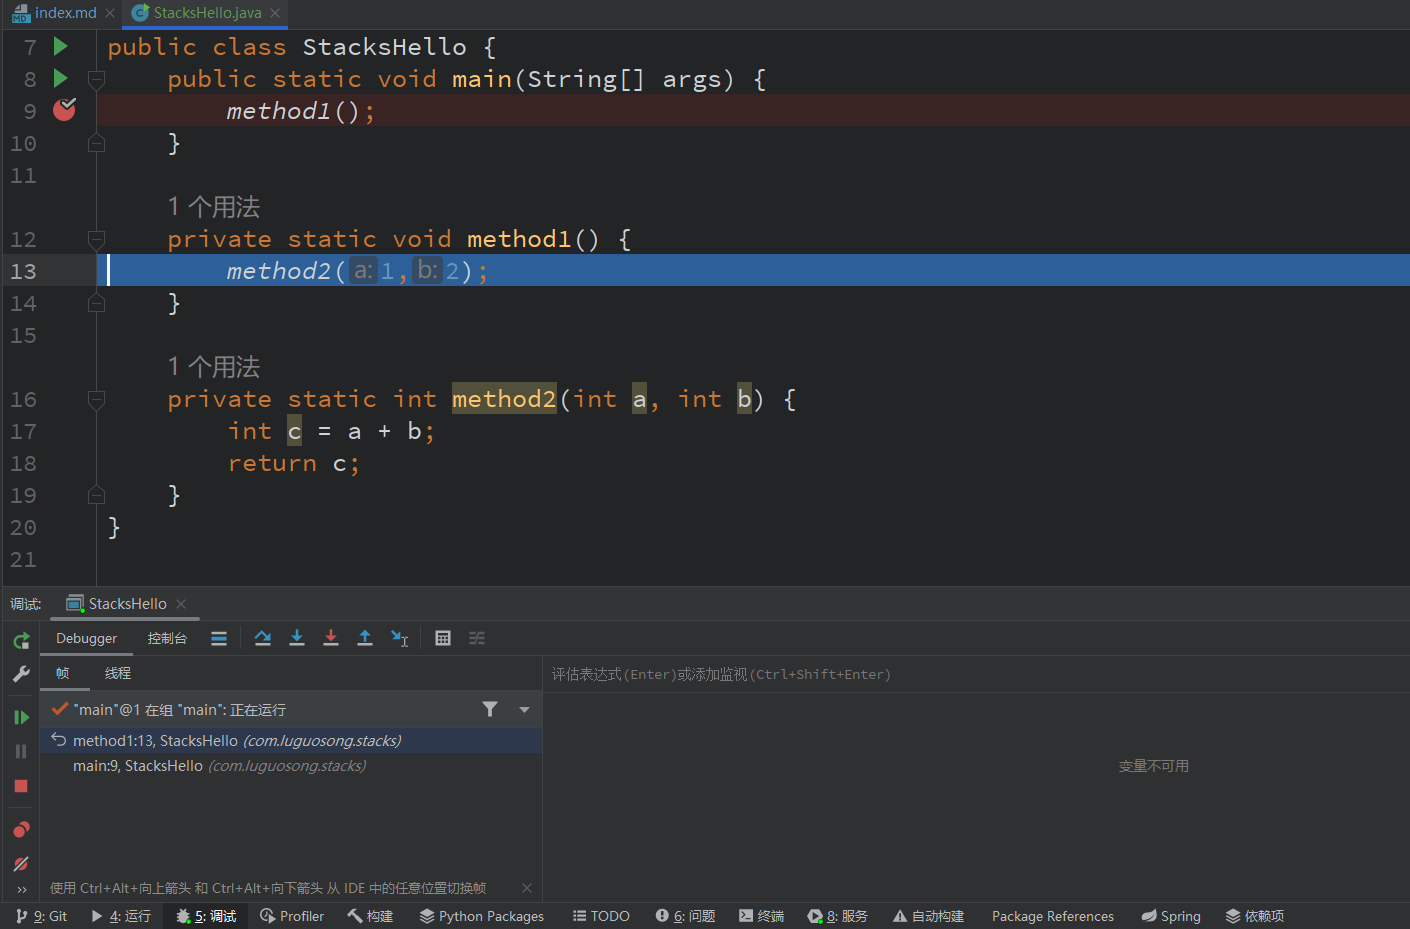 index.md StacksHello.java
7 public class StacksHello {
8 public static void main(String[] args) {
9 method1();
10 }
11
1 个用法
12 private static void method1() {
13 method2( a: 1, b: 2);
14 }
15
1 个用法
16 private static int method2(int a, int b) {
17 int c = a + b;
18 return c;
19 }
20 }
21
调试: StacksHello
Debugger 控制台
帧 线程
评估表达式(Enter)或添加监视(Ctrl+Shift+Enter)
"main"@1 在组 "main": 正在运行
method1:13, StacksHello (com.luguosong.stacks)
main:9, StacksHello (com.luguosong.stacks)
变量不可用
使用 Ctrl+Alt+向上箭头 和 Ctrl+Alt+向下箭头 从 IDE 中的任意位置切换帧
9: Git 4: 运行 5: 调试 Profiler 构建 Python Packages TODO 6: 问题 终端 8: 服务 自动构建 Package References Spring 依赖项